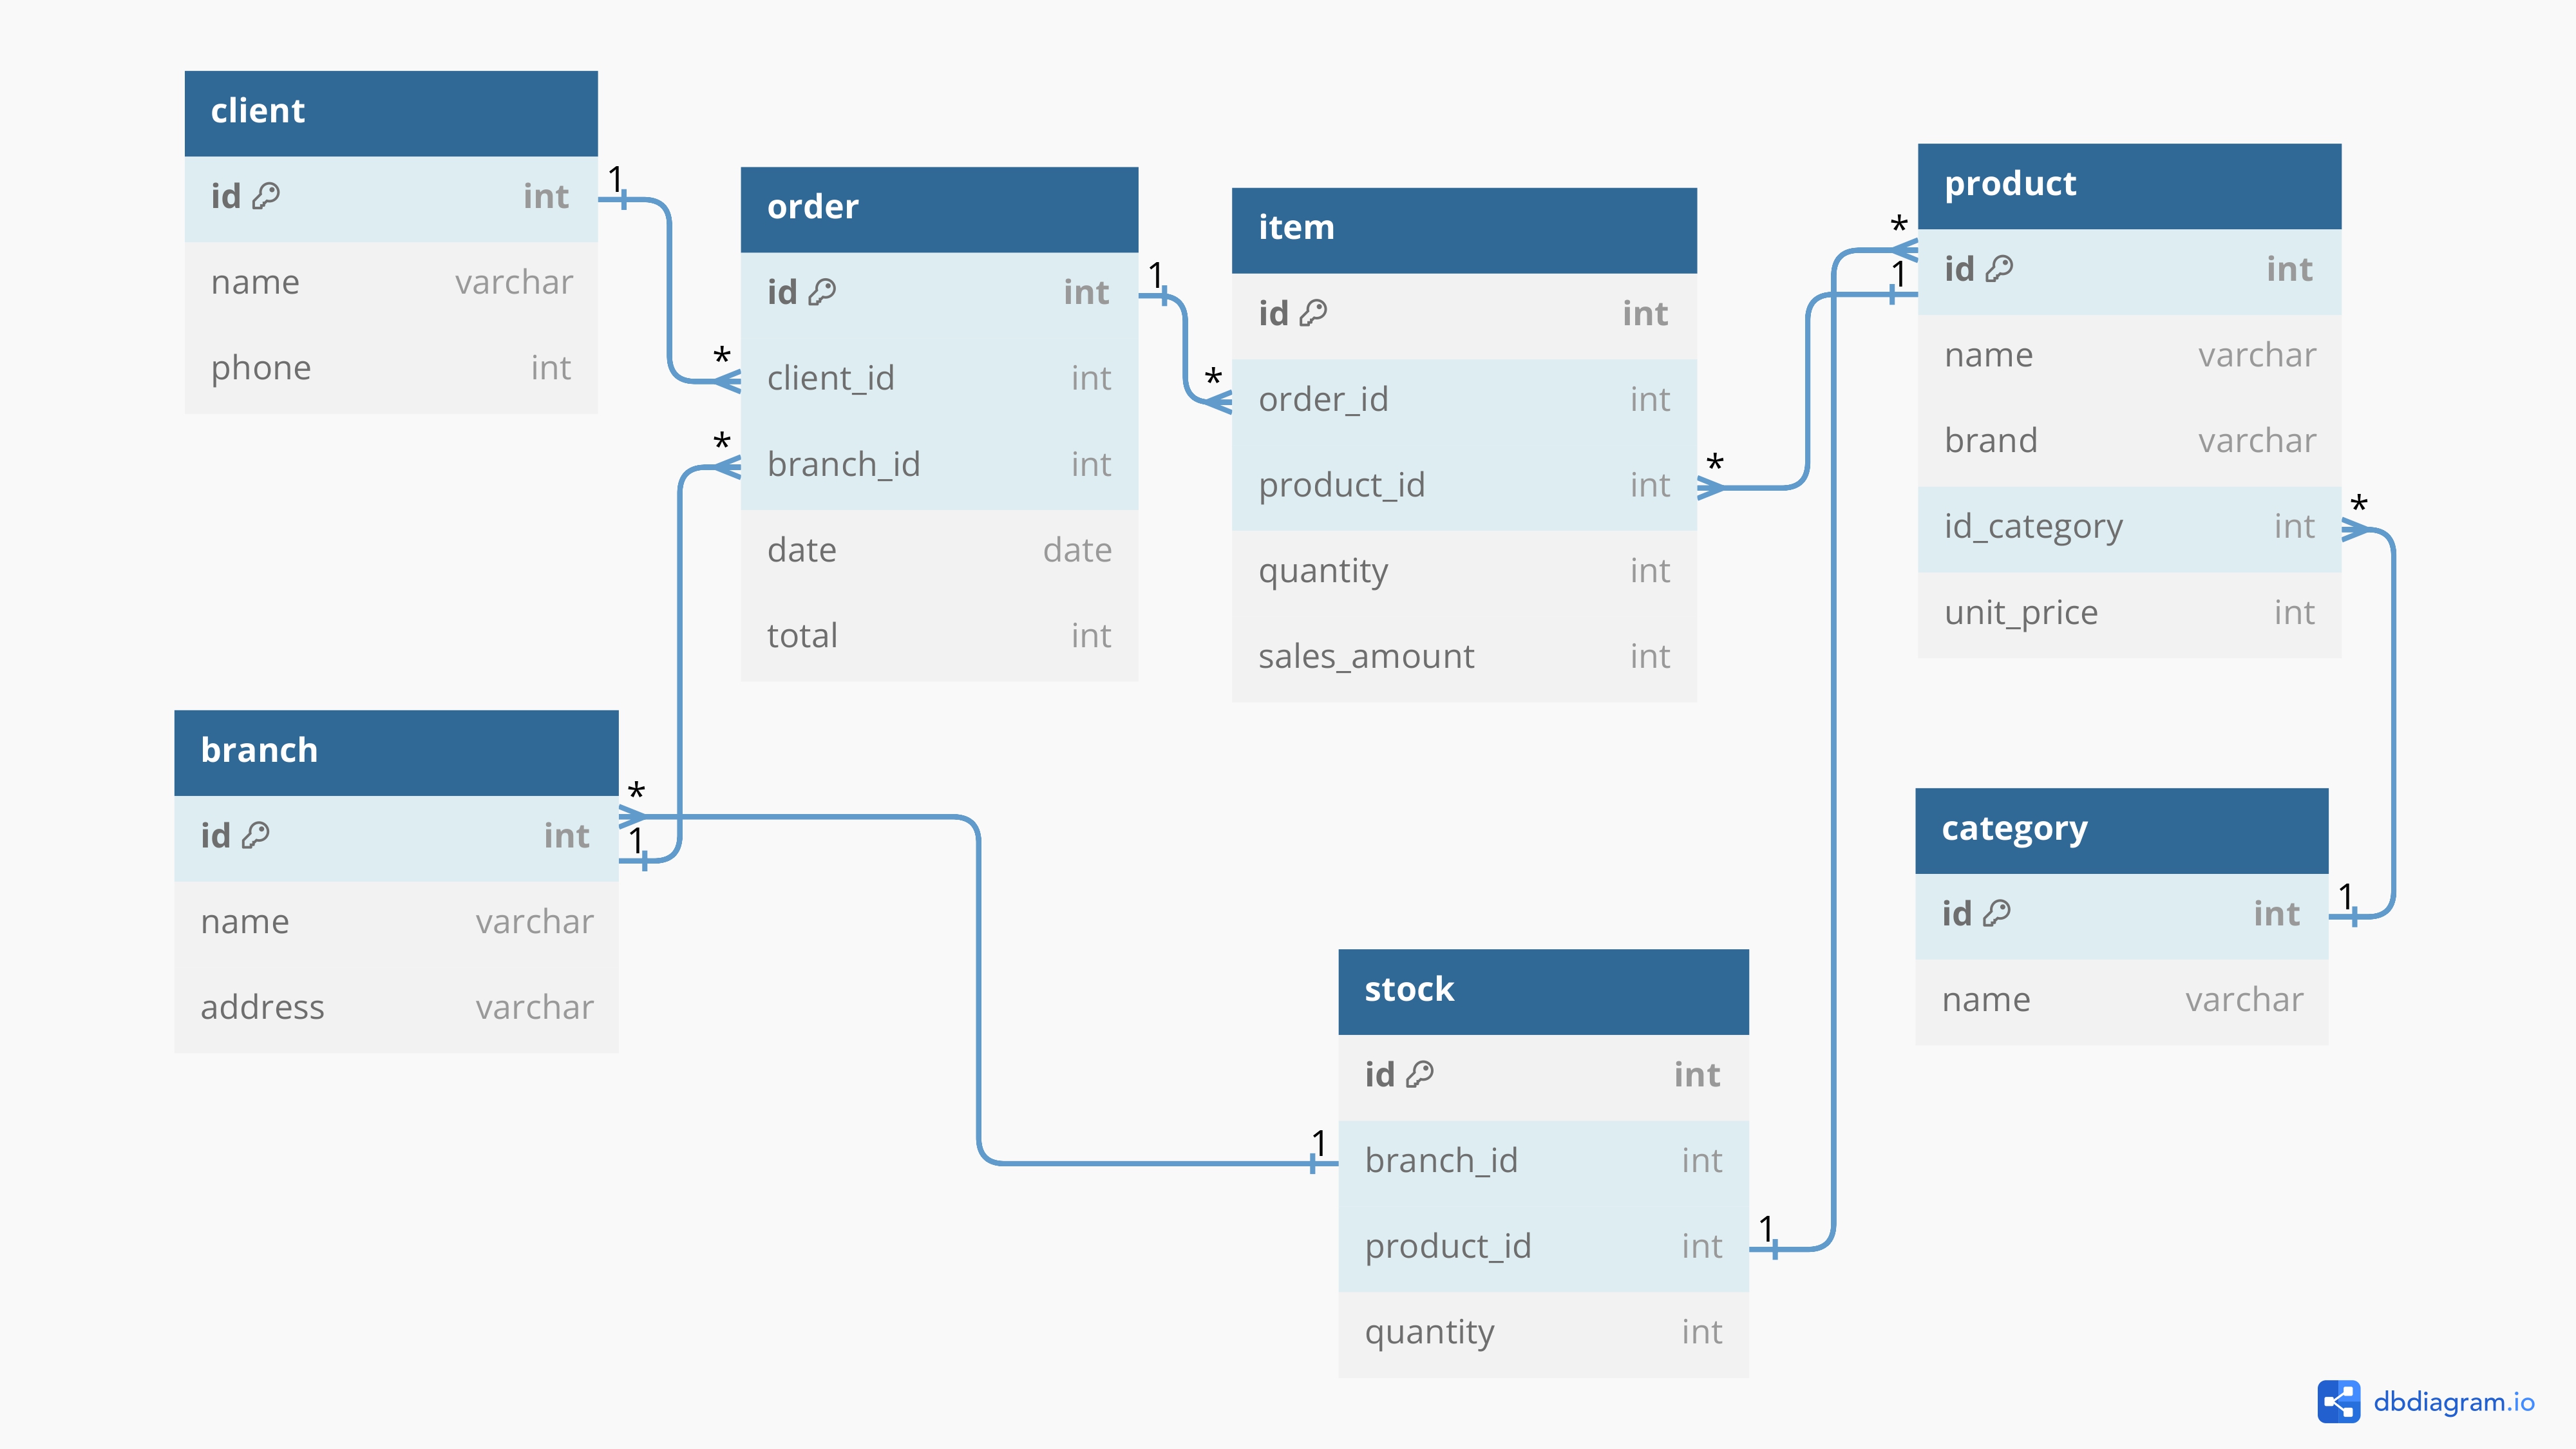 client
id int
name varchar
phone int
1
*
order
id int
client_id int
branch_id int
date date
total int
*
1
*
item
id int
order_id int
product_id int
quantity int
sales_amount int
*
*
1
product
id int
name varchar
brand varchar
id_category int
unit_price int
*
branch
id int
name varchar
address varchar
*
1
category
id int
name varchar
1
stock
id int
branch_id int
product_id int
quantity int
1
1
dbdiagram.io